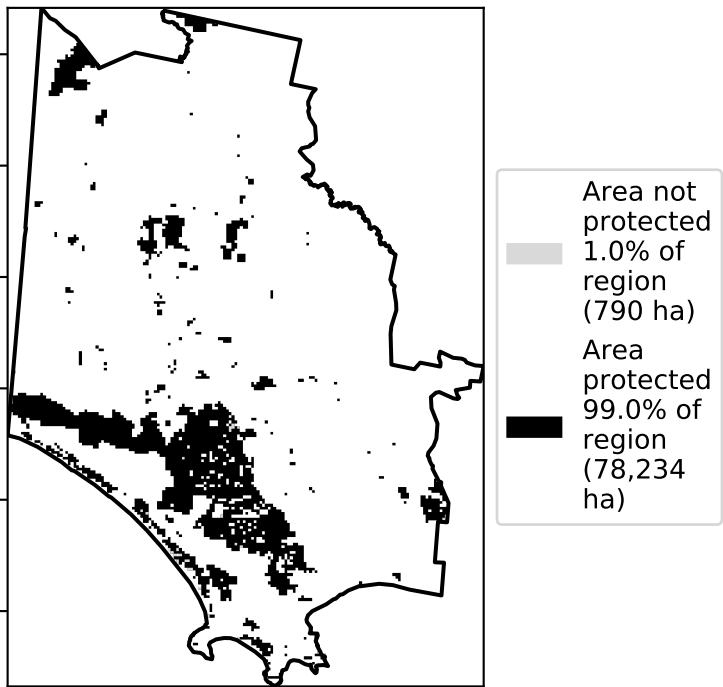 Area not
protected
1.0% of
region
(790 ha)
Area
protected
99.0% of
region
(78,234
ha)